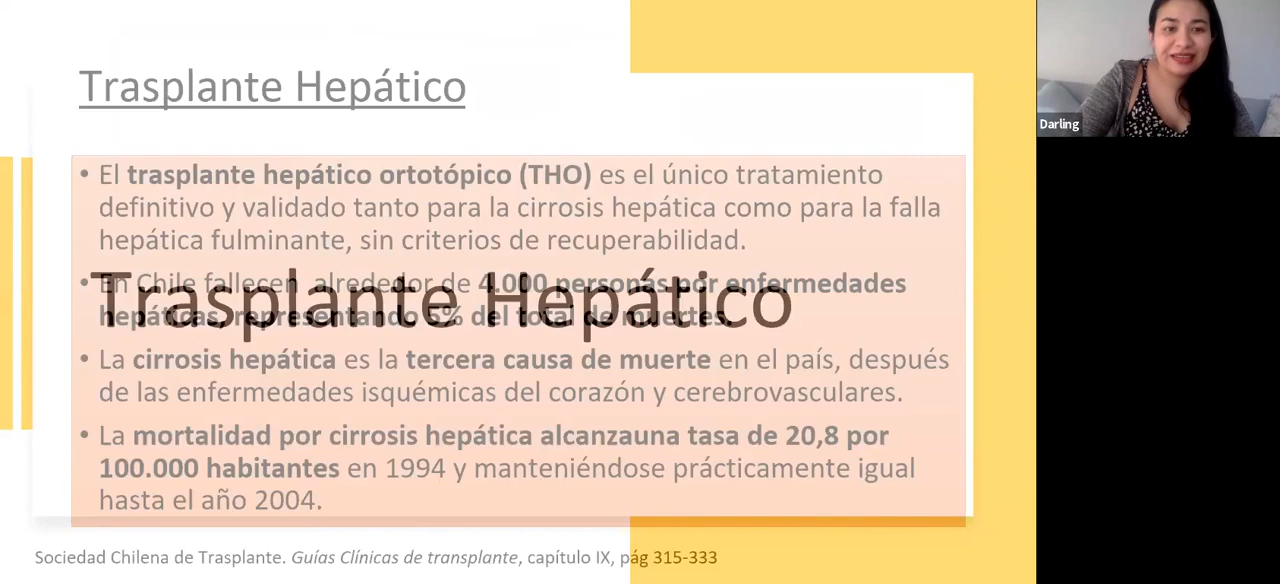 Trasplante Hepático
• El trasplante hepático ortotópico (THO) es el único tratamiento
definitivo y validado tanto para la cirrosis hepática como para la falla
hepática fulminante, sin criterios de recuperabilidad.
• En Chile fallecen alrededor de 4.000 personas por enfermedades
hepáticas, representando 5% del total de muertes.
Trasplante Hepático
• La cirrosis hepática es la tercera causa de muerte en el país, después
de las enfermedades isquémicas del corazón y cerebrovasculares.
• La mortalidad por cirrosis hepática alcanzauna tasa de 20,8 por
100.000 habitantes en 1994 y manteniéndose prácticamente igual
hasta el año 2004.
Sociedad Chilena de Trasplante. Guías Clínicas de transplante, capítulo IX, pág 315-333
Darling